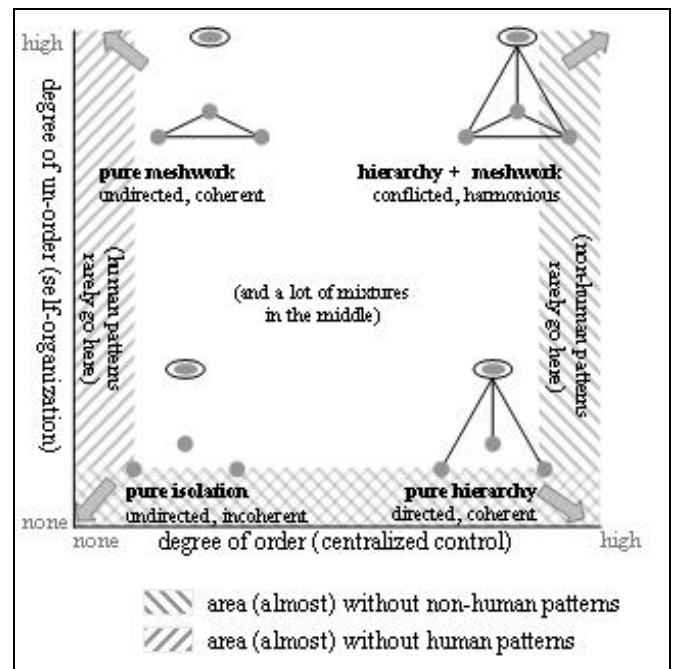 high
degree of un-order (self-organization)
pure meshwork
undirected, coherent
hierarchy + meshwork
conflicted, harmonious
(human patterns
rarely go here)
(and a lot of mixtures
in the middle)
(non-human patterns
rarely go here)
pure isolation
undirected, incoherent
pure hierarchy
directed, coherent
none
none
degree of order (centralized control)
high
area (almost) without non-human patterns
area (almost) without human patterns